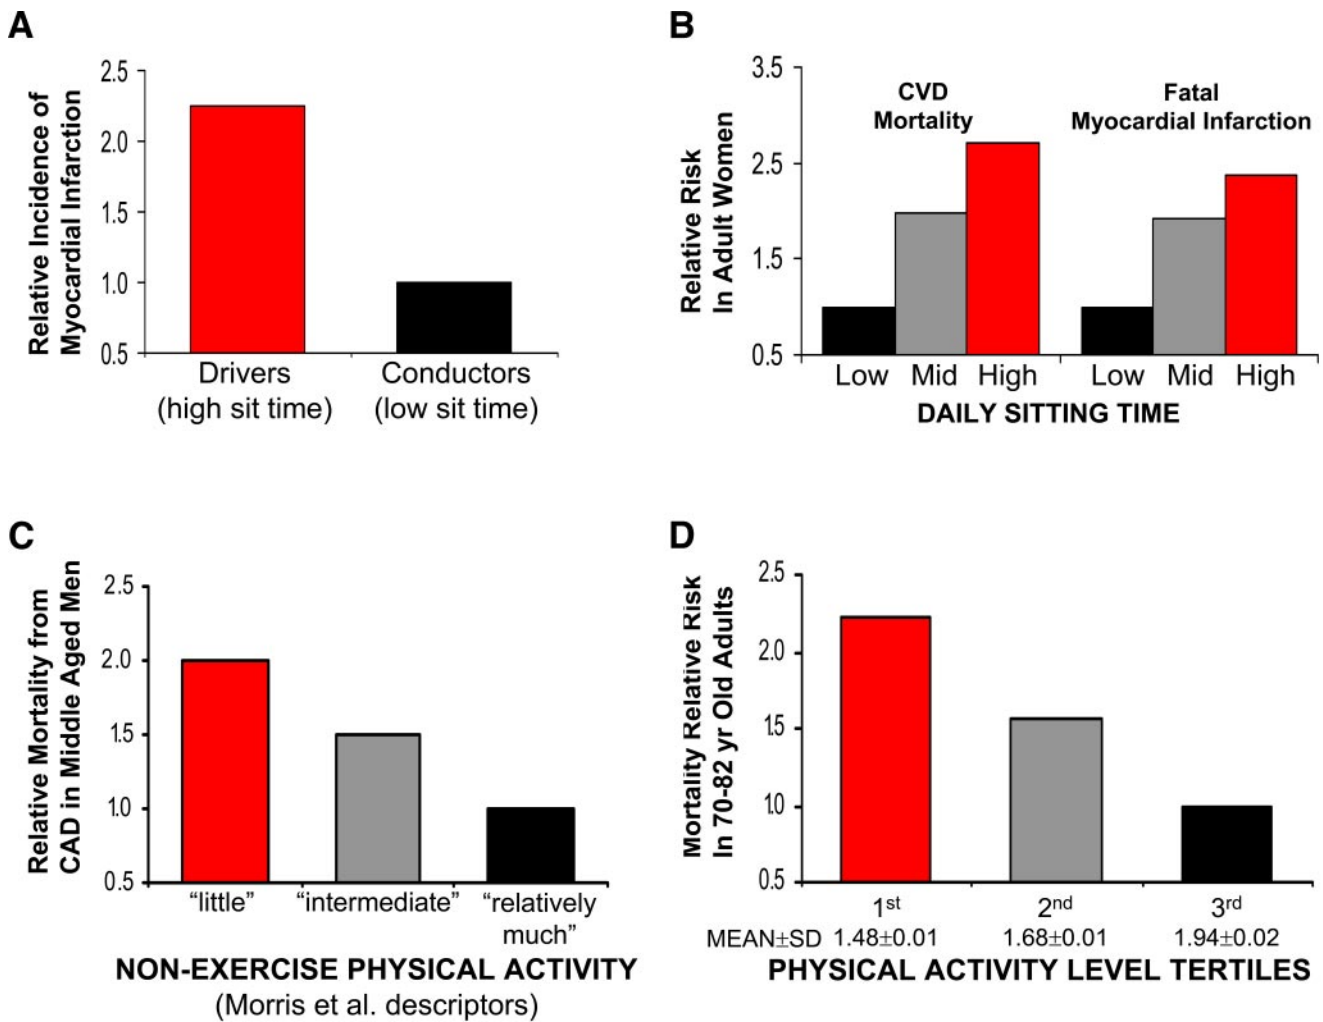 A
Relative Incidence of
Myocardial Infarction
2.5
2.0
1.5
1.0
0.5
Drivers
(high sit time)
Conductors
(low sit time)
B
Relative Risk
In Adult Women
3.5
2.5
1.5
0.5
CVD
Mortality
Fatal
Myocardial Infarction
Low Mid High Low Mid High
DAILY SITTING TIME
C
Relative Mortality from
CAD in Middle Aged Men
2.5
2.0
1.5
1.0
0.5
“little” “intermediate” “relatively
much”
NON-EXERCISE PHYSICAL ACTIVITY
(Morris et al. descriptors)
D
Mortality Relative Risk
In 70-82 yr Old Adults
2.5
2.0
1.5
1.0
0.5
1st 2nd 3rd
MEAN±SD 1.48±0.01 1.68±0.01 1.94±0.02
PHYSICAL ACTIVITY LEVEL TERTILES